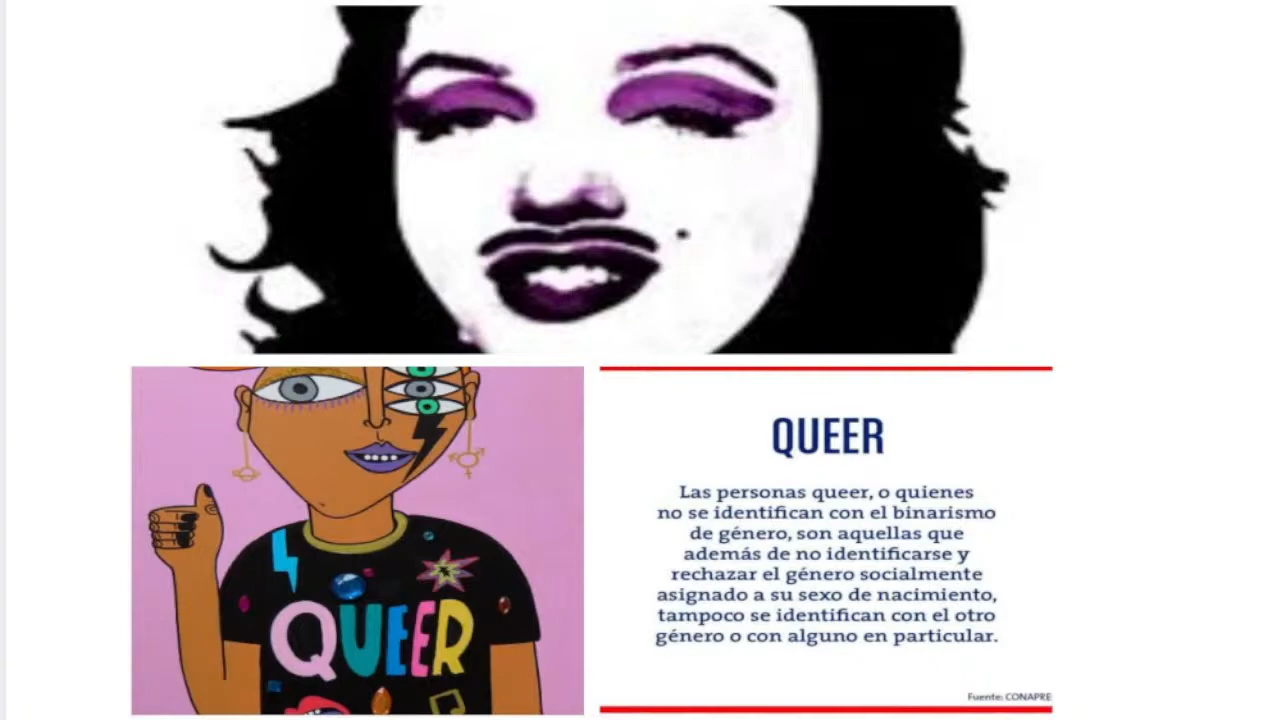 QUEER
QUEER
Las personas queer, o quienes
no se identifican con el binarismo
de género, son aquellas que
además de no identificarse y
rechazar el género socialmente
asignado a su sexo de nacimiento,
tampoco se identifican con el otro
género o con alguno en particular.
Fuente: CONAPRE